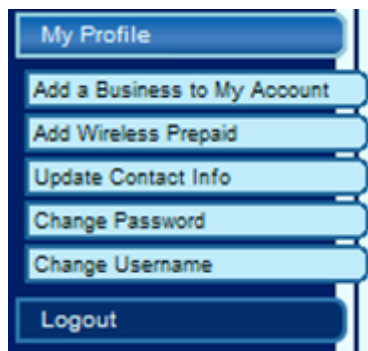 My Profile
Add a Business to My Account
Add Wireless Prepaid
Update Contact Info
Change Password
Change Username
Logout